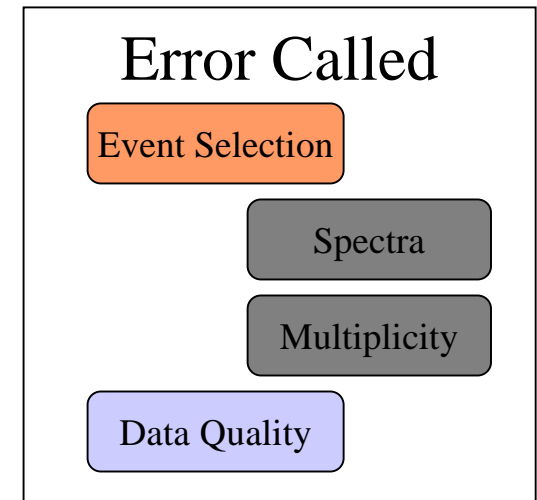 Error Called
Event Selection
Spectra
Multiplicity
Data Quality